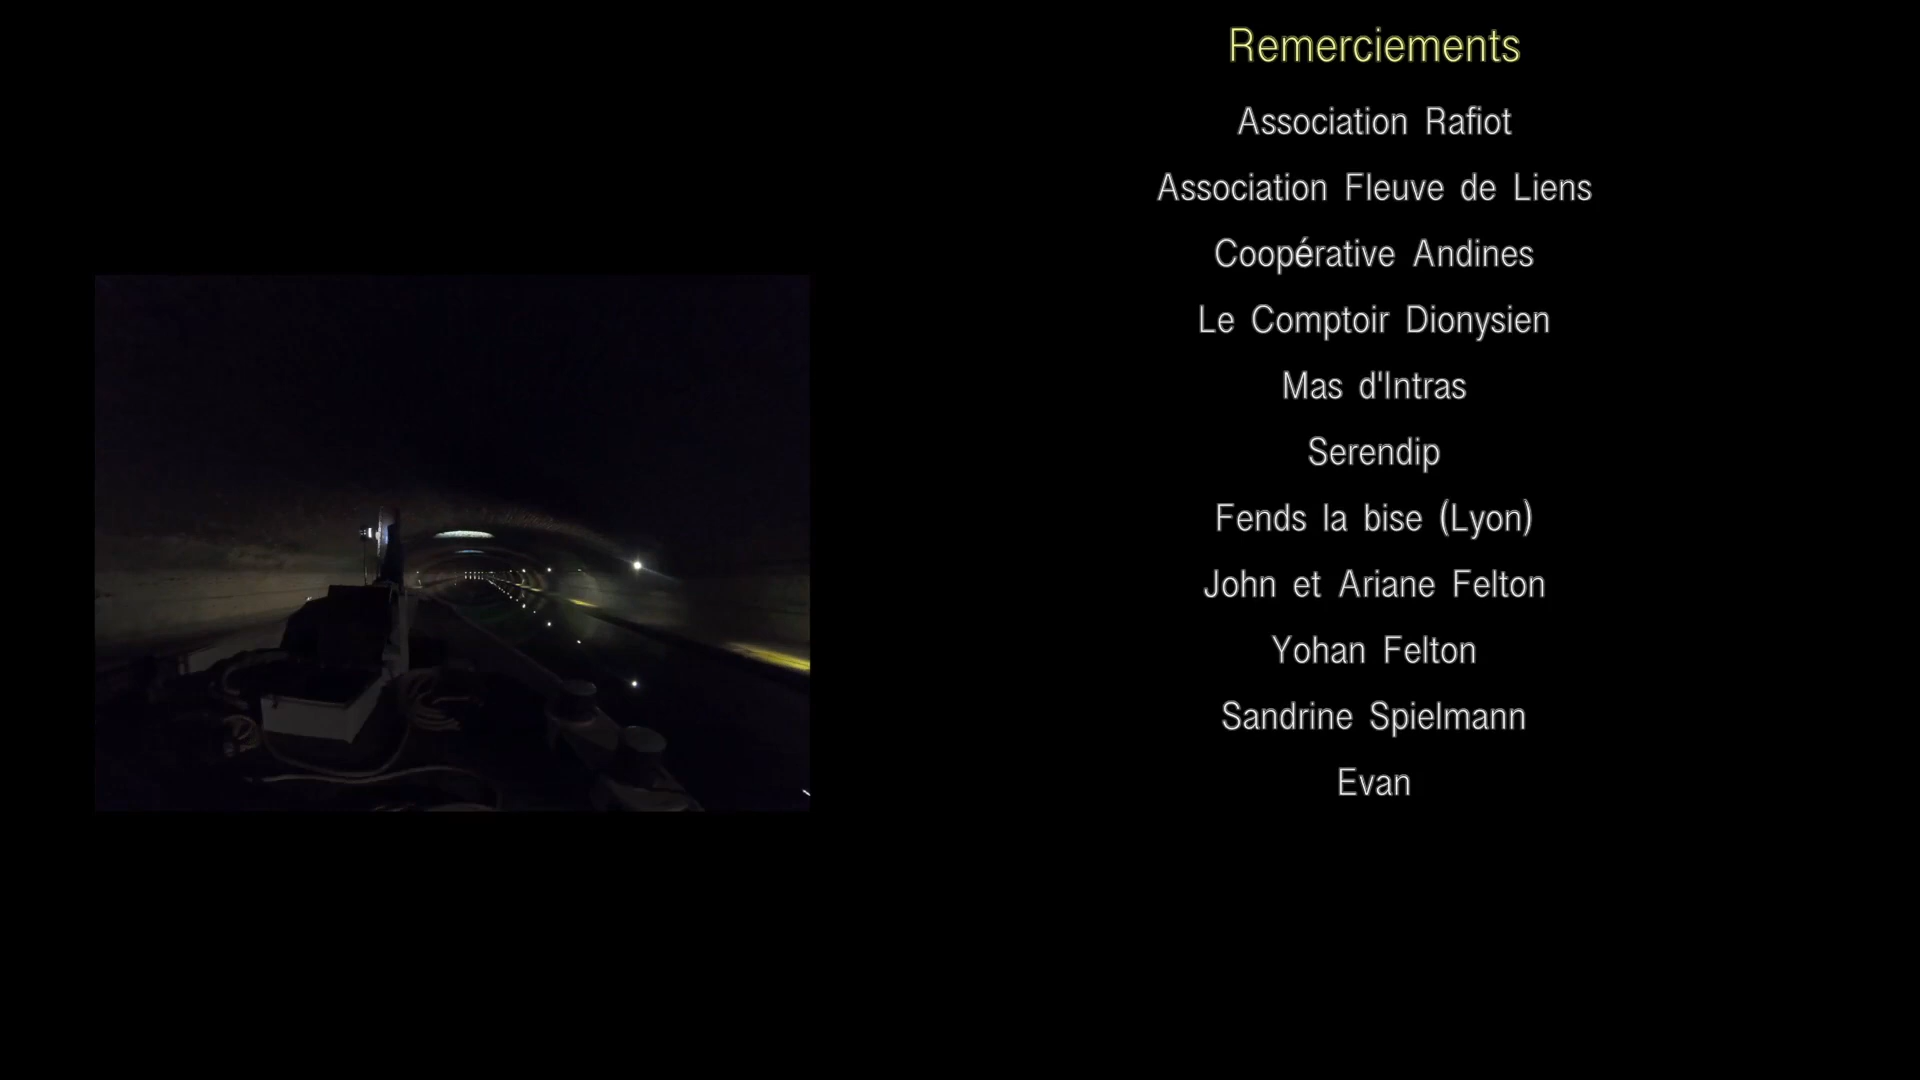 Remerciements
Association Rafiot
Association Fleuve de Liens
Coopérative Andines
Le Comptoir Dionysien
Mas d'Intras
Serendip
Fends la bise (Lyon)
John et Ariane Felton
Yohan Felton
Sandrine Spielmann
Evan